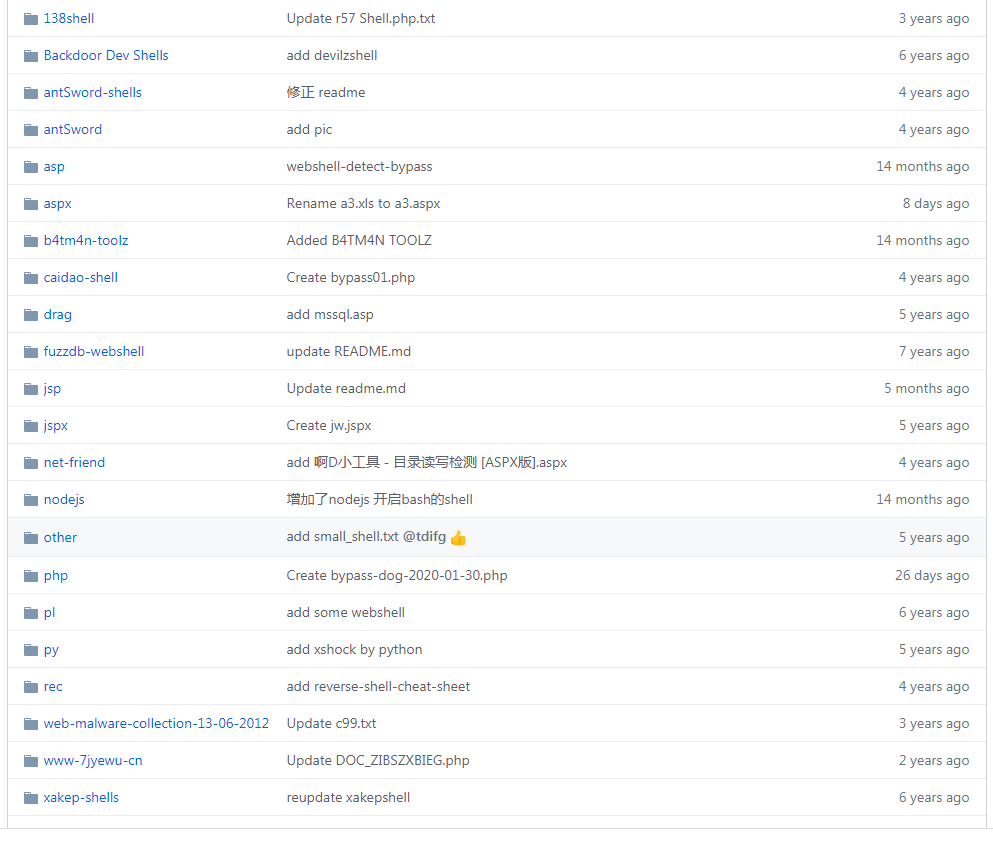 138shell Update r57 Shell.php.txt 3 years ago
Backdoor Dev Shells add devilzshell 6 years ago
antSword-shells 修正 readme 4 years ago
antSword add pic 4 years ago
asp webshell-detect-bypass 14 months ago
aspx Rename a3.xls to a3.aspx 8 days ago
b4tm4n-toolz Added B4TM4N TOOLZ 14 months ago
caidao-shell Create bypass01.php 4 years ago
drag add mssql.asp 5 years ago
fuzzdb-webshell update README.md 7 years ago
jsp Update readme.md 5 months ago
jspx Create jw.jspx 5 years ago
net-friend add 啊D小工具 - 目录读写检测 [ASPX版].aspx 4 years ago
nodejs 增加了nodejs 开启bash的shell 14 months ago
other add small_shell.txt @tdifg 👍 5 years ago
php Create bypass-dog-2020-01-30.php 26 days ago
pl add some webshell 6 years ago
py add xshock by python 5 years ago
rec add reverse-shell-cheat-sheet 4 years ago
web-malware-collection-13-06-2012 Update c99.txt 3 years ago
www-7jyewu-cn Update DOC_ZIBSZXBIEG.php 2 years ago
xakep-shells reupdate xakepshell 6 years ago